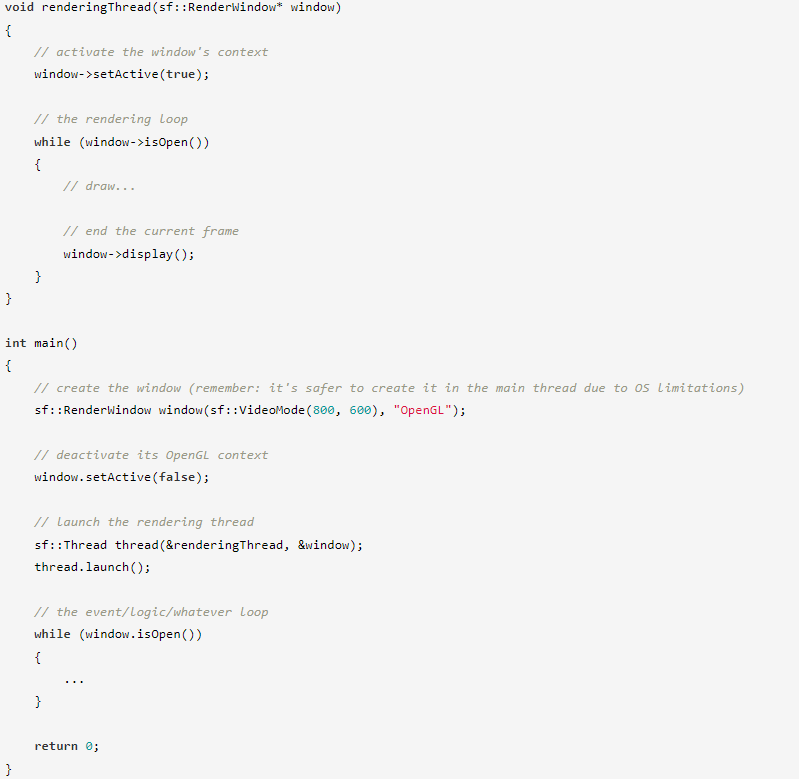 void renderingThread(sf::RenderWindow* window)
{
    // activate the window's context
    window->setActive(true);

    // the rendering loop
    while (window->isOpen())
    {
        // draw...

        // end the current frame
        window->display();
    }
}

int main()
{
    // create the window (remember: it's safer to create it in the main thread due to OS limitations)
    sf::RenderWindow window(sf::VideoMode(800, 600), "OpenGL");

    // deactivate its OpenGL context
    window.setActive(false);

    // launch the rendering thread
    sf::Thread thread(&renderingThread, &window);
    thread.launch();

    // the event/logic/whatever loop
    while (window.isOpen())
    {
        ...
    }

    return 0;
}